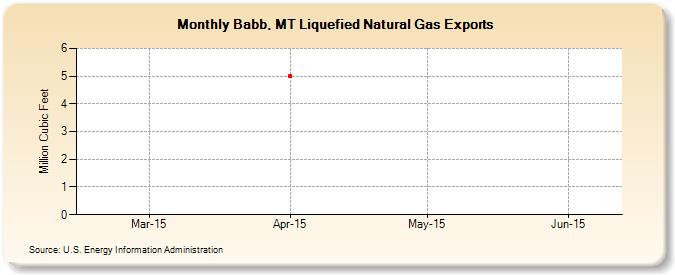 Monthly Babb, MT Liquefied Natural Gas Exports
Million Cubic Feet
6
5
4
3
2
1
0
Mar-15 Apr-15 May-15 Jun-15
Source: U.S. Energy Information Administration